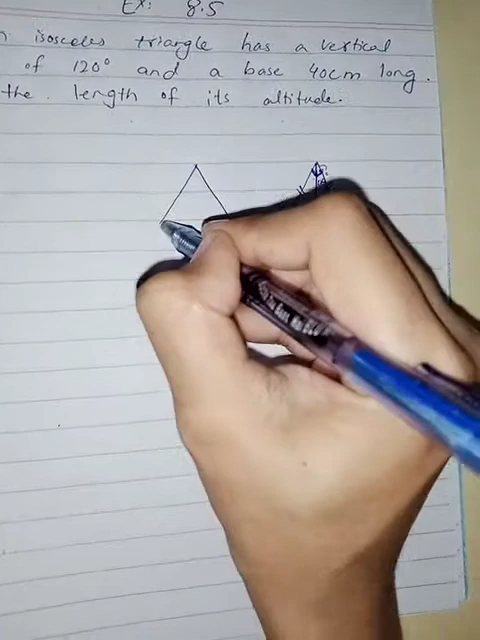 Ex: 8.5
isosceles triangle has a vertical
of 120° and a base 40cm long.
the length of its altitude.